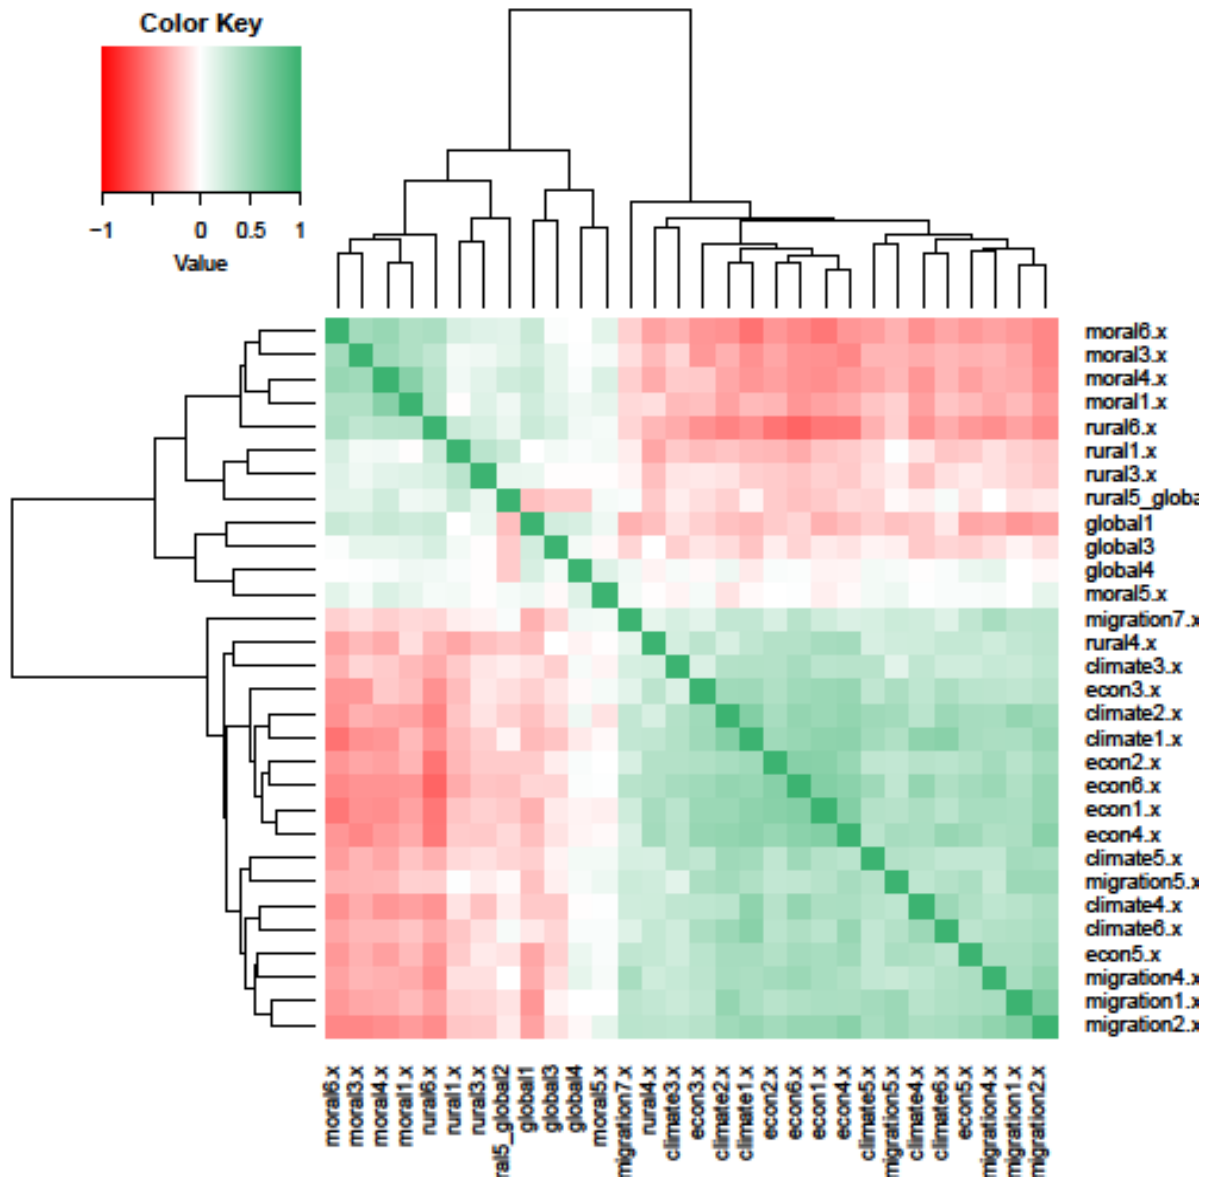 Color Key
−1 0 0.5 1
Value
moral6.x
moral3.x
moral4.x
moral1.x
rural6.x
rural1.x
rural3.x
rural5_globa
global1
global3
global4
moral5.x
migration7.x
rural4.x
climate3.x
econ3.x
climate2.x
climate1.x
econ2.x
econ6.x
econ1.x
econ4.x
climate5.x
migration5.x
climate4.x
climate6.x
econ5.x
migration4.x
migration1.x
migration2.x
moral6.x
moral3.x
moral4.x
moral1.x
rural6.x
rural1.x
rural3.x
ral5_global2
global1
global3
global4
moral5.x
migration7.x
rural4.x
climate3.x
econ3.x
climate2.x
climate1.x
econ2.x
econ6.x
econ1.x
econ4.x
climate5.x
migration5.x
climate4.x
climate6.x
econ5.x
migration4.x
migration1.x
migration2.x